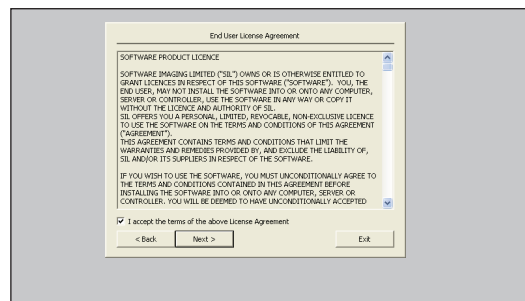 End User License Agreement
SOFTWARE PRODUCT LICENCE
SOFTWARE IMAGING LIMITED ("SIL") OWNS OR IS OTHERWISE ENTITLED TO
GRANT LICENCES IN RESPECT OF THIS SOFTWARE ("SOFTWARE"). YOU, THE
END USER, MAY NOT INSTALL THE SOFTWARE INTO OR ONTO ANY COMPUTER,
SERVER OR CONTROLLER, USE THE SOFTWARE IN ANY WAY OR COPY IT
WITHOUT THE LICENCE AND AUTHORITY OF SIL.
SIL OFFERS YOU A PERSONAL, LIMITED, REVOCABLE, NON-EXCLUSIVE LICENCE
TO USE THE SOFTWARE ON THE TERMS AND CONDITIONS OF THIS AGREEMENT
("AGREEMENT").
THIS AGREEMENT CONTAINS TERMS AND CONDITIONS THAT LIMIT THE
WARRANTIES AND REMEDIES PROVIDED BY, AND EXCLUDE THE LIABILITY OF,
SIL AND/OR ITS SUPPLIERS IN RESPECT OF THE SOFTWARE.
IF YOU WISH TO USE THE SOFTWARE, YOU MUST UNCONDITIONALLY AGREE TO
THE TERMS AND CONDITIONS CONTAINED IN THIS AGREEMENT BEFORE
INSTALLING THE SOFTWARE INTO OR ONTO ANY COMPUTER, SERVER OR
CONTROLLER. YOU WILL BE DEEMED TO HAVE UNCONDITIONALLY ACCEPTED
I accept the terms of the above License Agreement
< Back Next > Exit